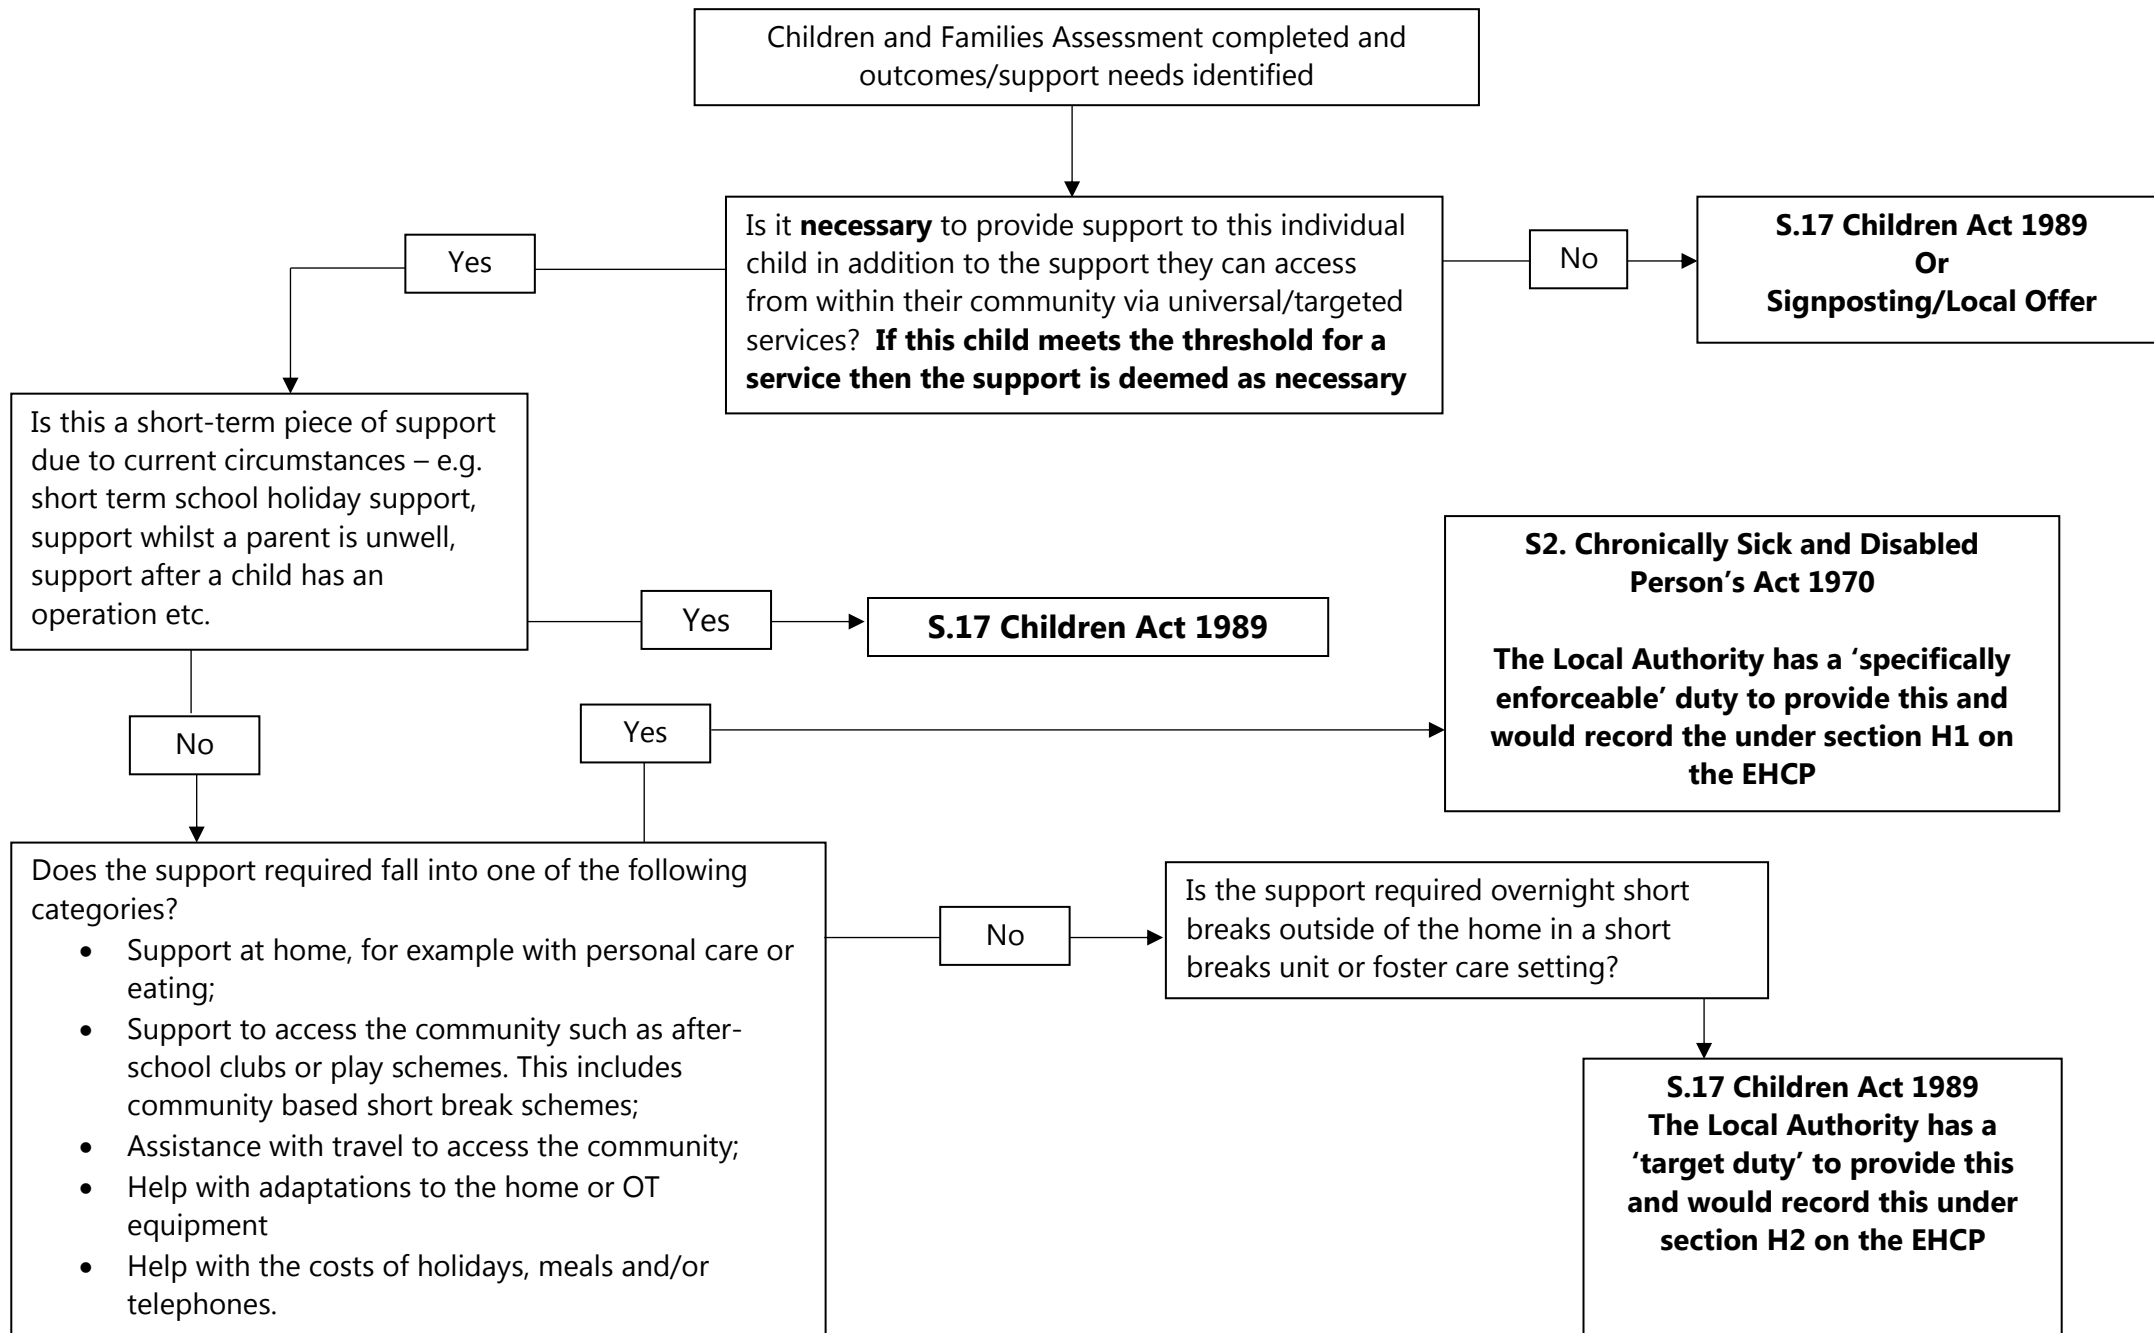 Children and Families Assessment completed and
outcomes/support needs identified
Is it necessary to provide support to this individual
child in addition to the support they can access
from within their community via universal/targeted
services?  If this child meets the threshold for a
service then the support is deemed as necessary
No
S.17 Children Act 1989
Or
Signposting/Local Offer
Yes
Is this a short-term piece of support
due to current circumstances – e.g.
short term school holiday support,
support whilst a parent is unwell,
support after a child has an
operation etc.
Yes
S.17 Children Act 1989
No
Does the support required fall into one of the following
categories?
• Support at home, for example with personal care or
eating;
• Support to access the community such as after-
school clubs or play schemes. This includes
community based short break schemes;
• Assistance with travel to access the community;
• Help with adaptations to the home or OT
equipment
• Help with the costs of holidays, meals and/or
telephones.
Yes
S2. Chronically Sick and Disabled
Person’s Act 1970
The Local Authority has a ‘specifically
enforceable’ duty to provide this and
would record the under section H1 on
the EHCP
No
Is the support required overnight short
breaks outside of the home in a short
breaks unit or foster care setting?
S.17 Children Act 1989
The Local Authority has a
‘target duty’ to provide this
and would record this under
section H2 on the EHCP